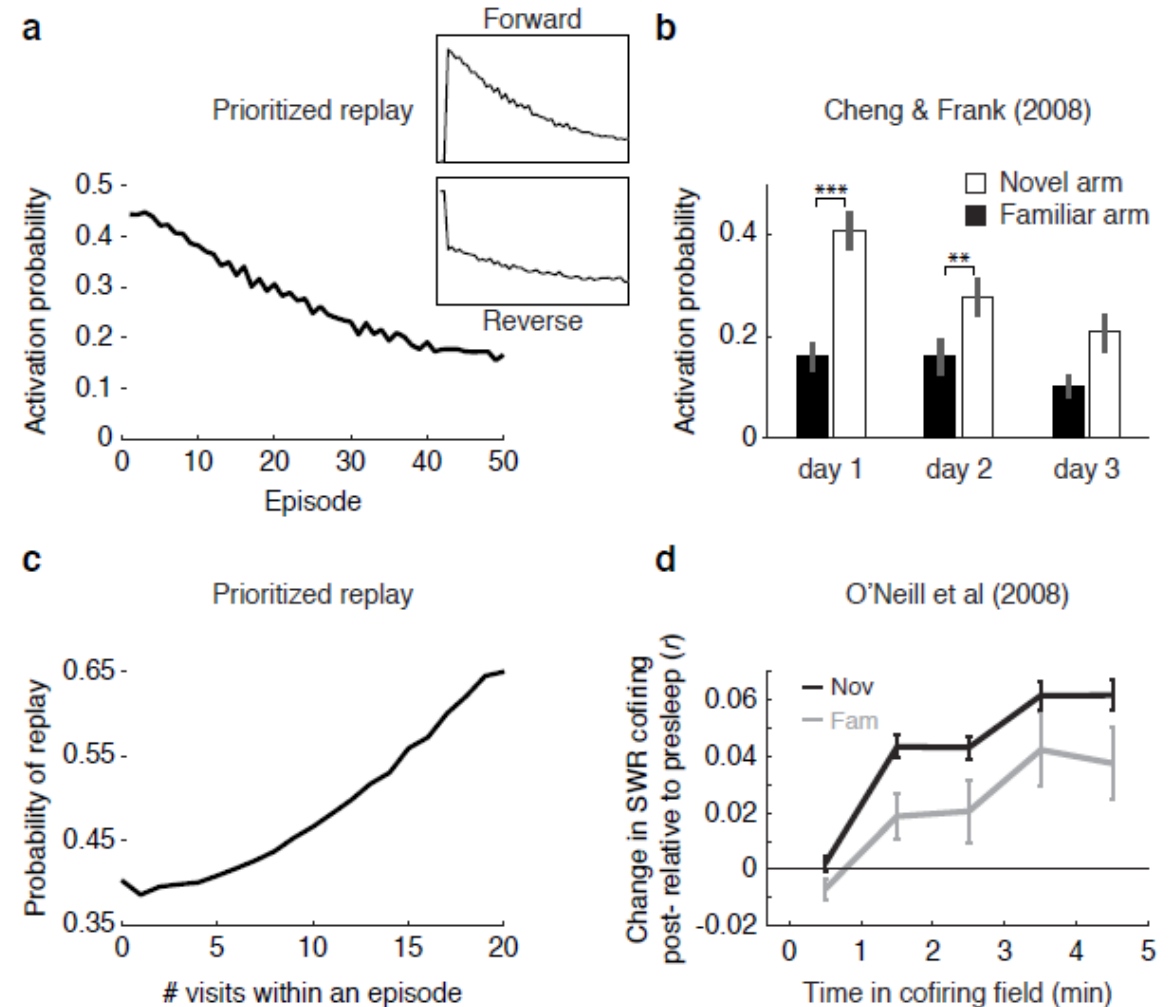 a
Forward
Prioritized replay
Reverse
Activation probability
0.5
0.4
0.3
0.2
0.1
0
0 10 20 30 40 50
Episode
b
Cheng & Frank (2008)
Novel arm
Familiar arm
Activation probability
0.4
0.2
0
*** 
**
day 1 day 2 day 3
c
Prioritized replay
Probability of replay
0.65
0.55
0.45
0.35
0 5 10 15 20
# visits within an episode
d
O'Neill et al (2008)
Change in SWR cofiring
post- relative to presleep (r)
Nov
Fam
0.06
0.04
0.02
0
-0.02
0 1 2 3 4 5
Time in cofiring field (min)